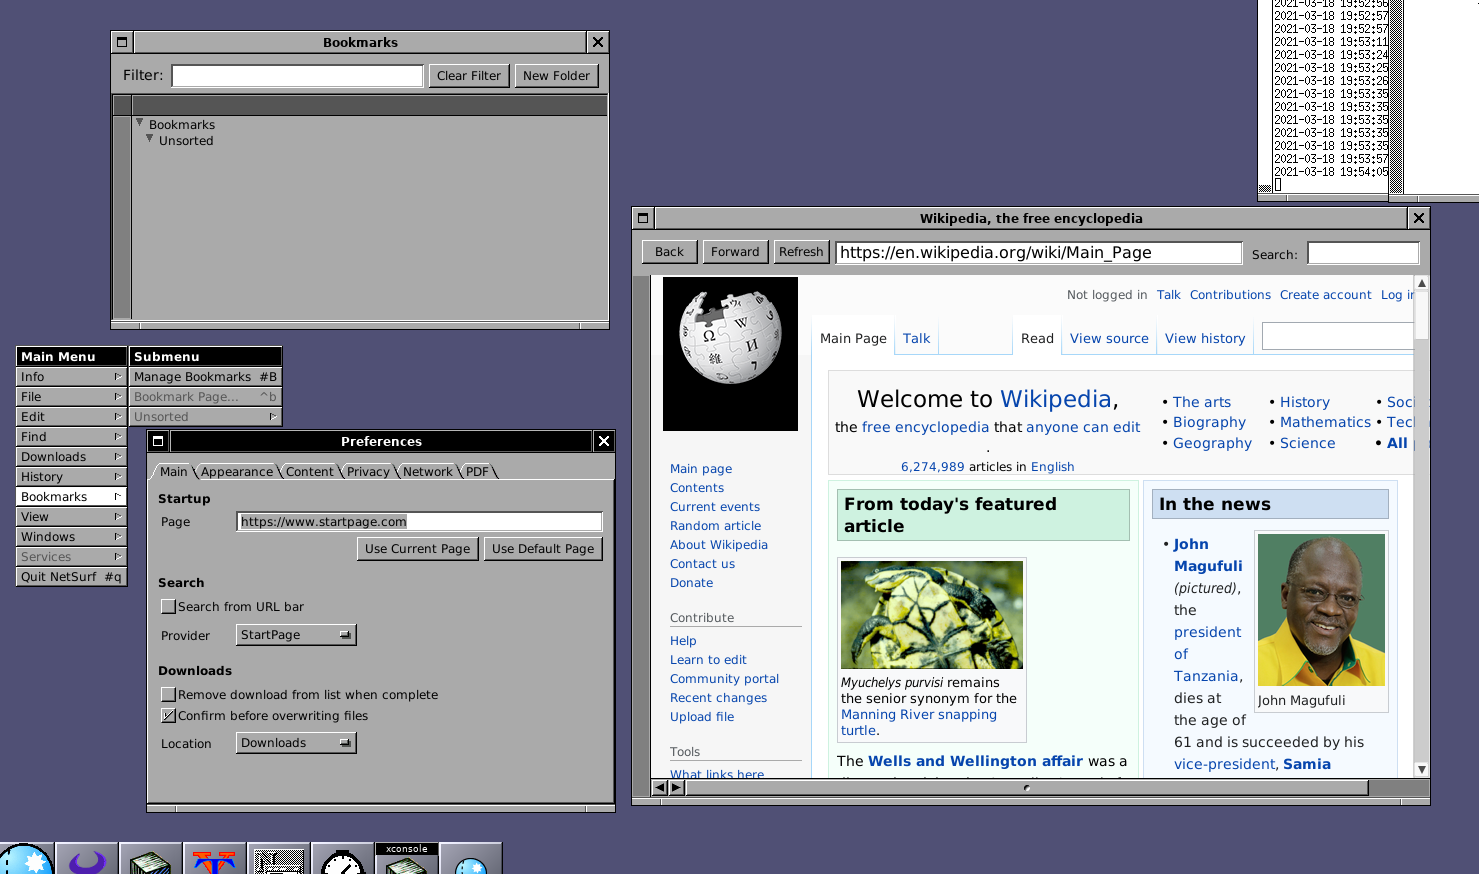 Bookmarks
Filter:
Clear Filter
New Folder
Bookmarks
Unsorted
2021-03-18 19:52:56
2021-03-18 19:52:57
2021-03-18 19:52:57
2021-03-18 19:53:11
2021-03-18 19:53:24
2021-03-18 19:53:25
2021-03-18 19:53:26
2021-03-18 19:53:35
2021-03-18 19:53:35
2021-03-18 19:53:35
2021-03-18 19:53:35
2021-03-18 19:53:35
2021-03-18 19:53:57
2021-03-18 19:54:05
Main Menu
Info
File
Edit
Find
Downloads
History
Bookmarks
View
Windows
Services
Quit NetSurf #q
Submenu
Manage Bookmarks #B
Bookmark Page... ^b
Unsorted
Preferences
Main Appearance Content Privacy Network PDF
Startup
Page https://www.startpage.com
Use Current Page Use Default Page
Search
Search from URL bar
Provider StartPage
Downloads
Remove download from list when complete
Confirm before overwriting files
Location Downloads
Wikipedia, the free encyclopedia
Back Forward Refresh https://en.wikipedia.org/wiki/Main_Page Search:
Not logged in Talk Contributions Create account Log in
Main Page Talk Read View source View history
Welcome to Wikipedia,
the free encyclopedia that anyone can edit
.
6,274,989 articles in English
• The arts
• Biography
• Geography
• History
• Mathematics
• Science
• All
Main page
Contents
Current events
Random article
About Wikipedia
Contact us
Donate
Contribute
Help
Learn to edit
Community portal
Recent changes
Upload file
Tools
What links here
From today's featured
article
Myuchelys purvisi remains
the senior synonym for the
Manning River snapping
turtle.
The Wells and Wellington affair was a
In the news
• John
Magufuli
(pictured),
the
president
of
Tanzania,
dies at
the age of
61 and is succeeded by his
vice-president, Samia
John Magufuli
xconsole